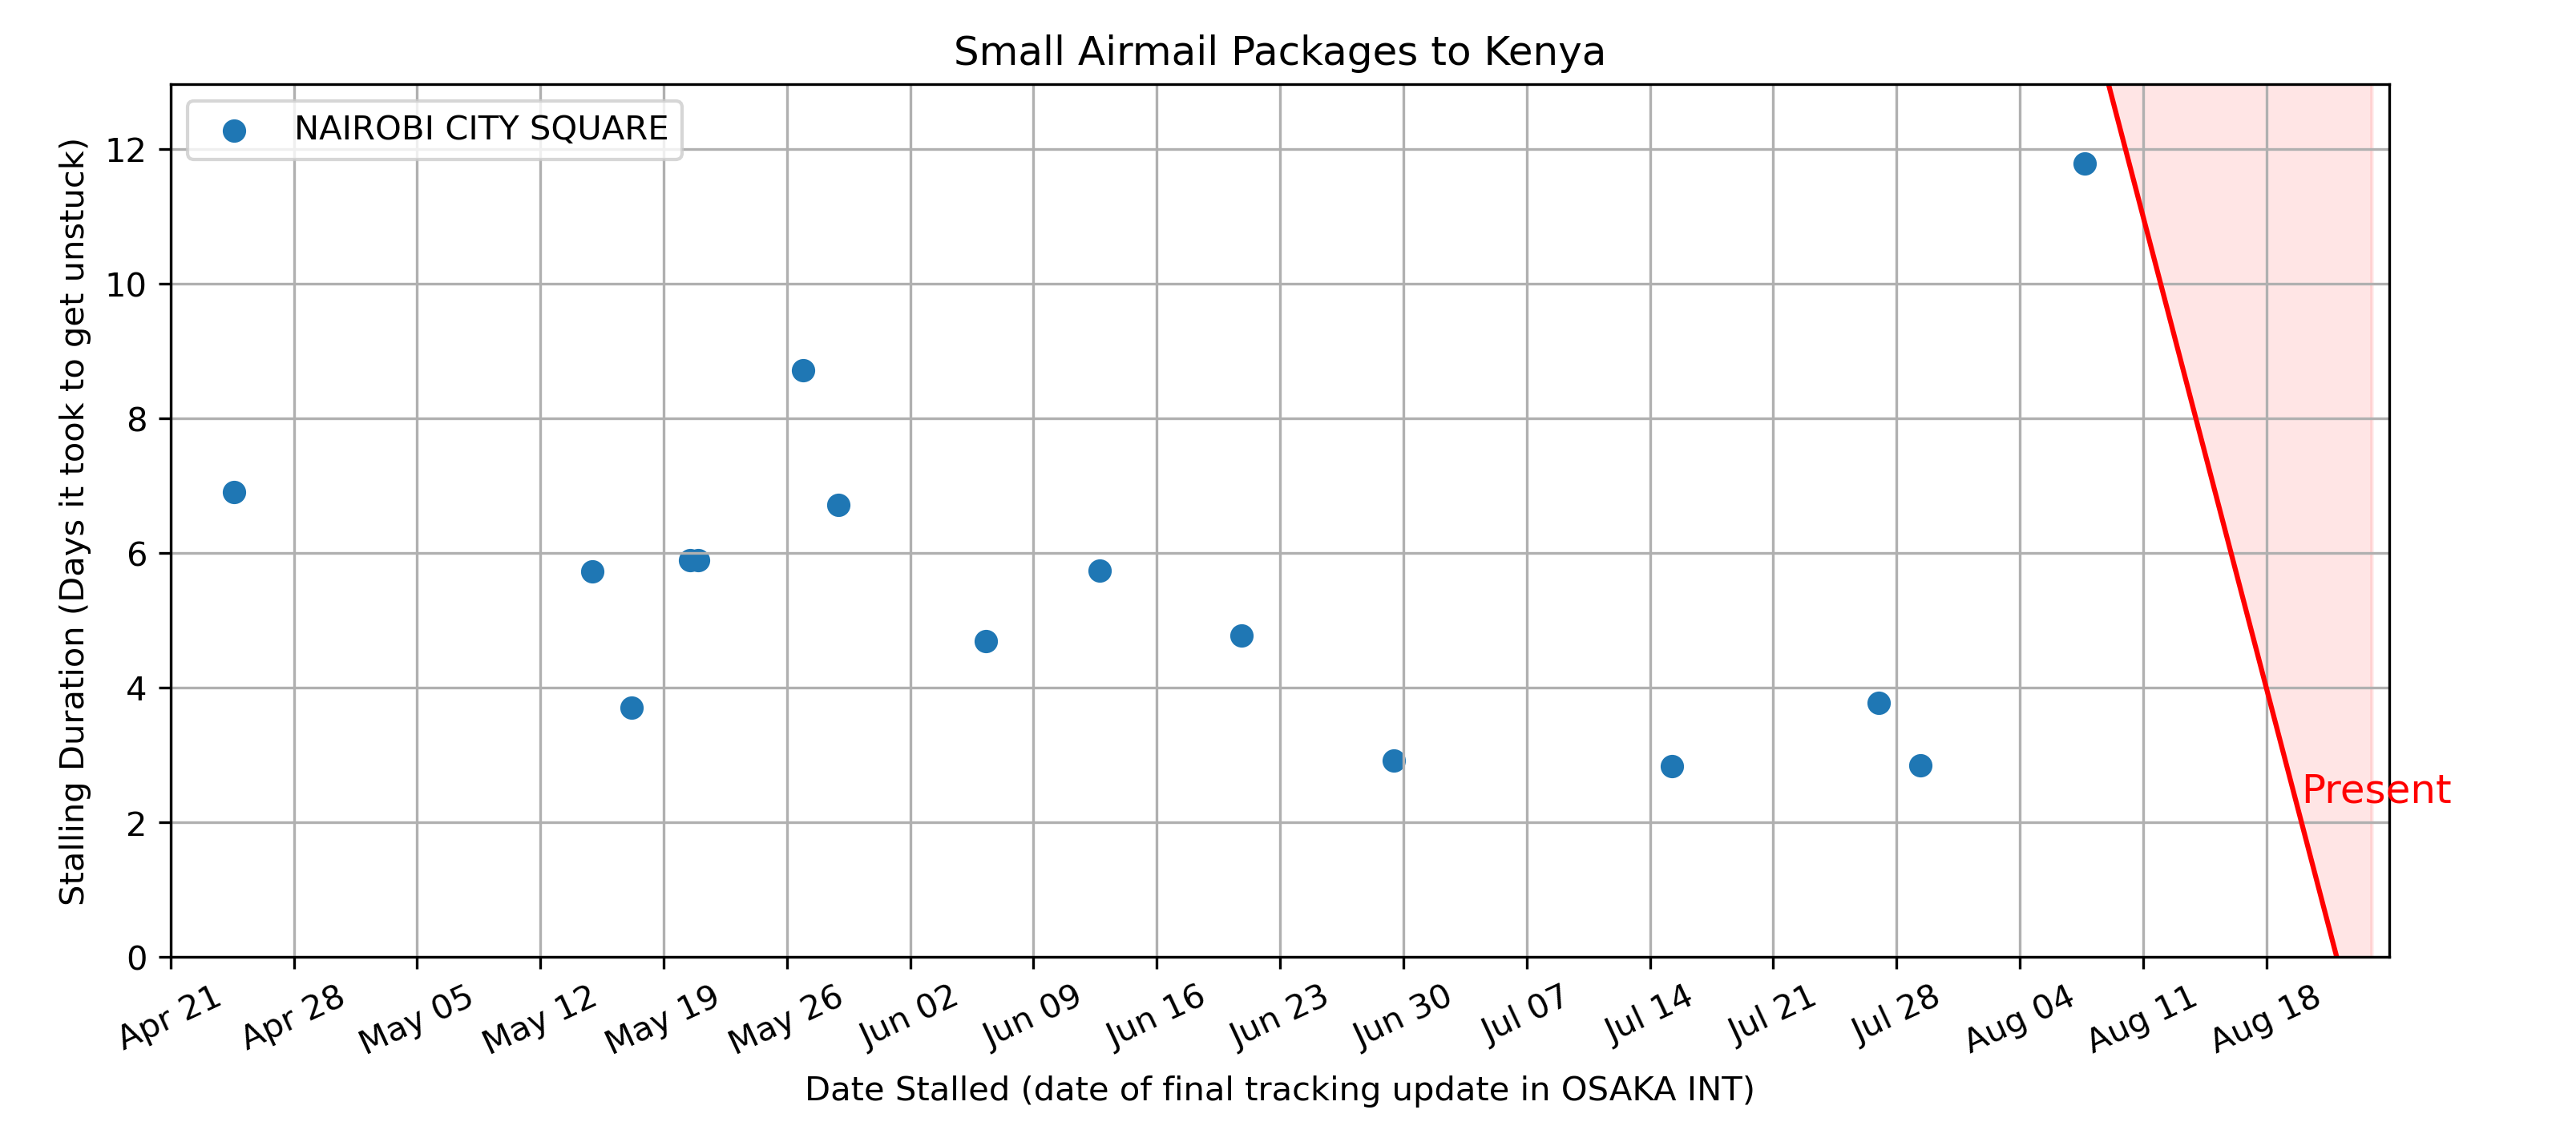 Small Airmail Packages to Kenya
NAIROBI CITY SQUARE
Stalling Duration (Days it took to get unstuck)
12
10
8
6
4
2
0
Present
Apr 21
Apr 28
May 05
May 12
May 19
May 26
Jun 02
Jun 09
Jun 16
Jun 23
Jun 30
Jul 07
Jul 14
Jul 21
Jul 28
Aug 04
Aug 11
Aug 18
Date Stalled (date of final tracking update in OSAKA INT)